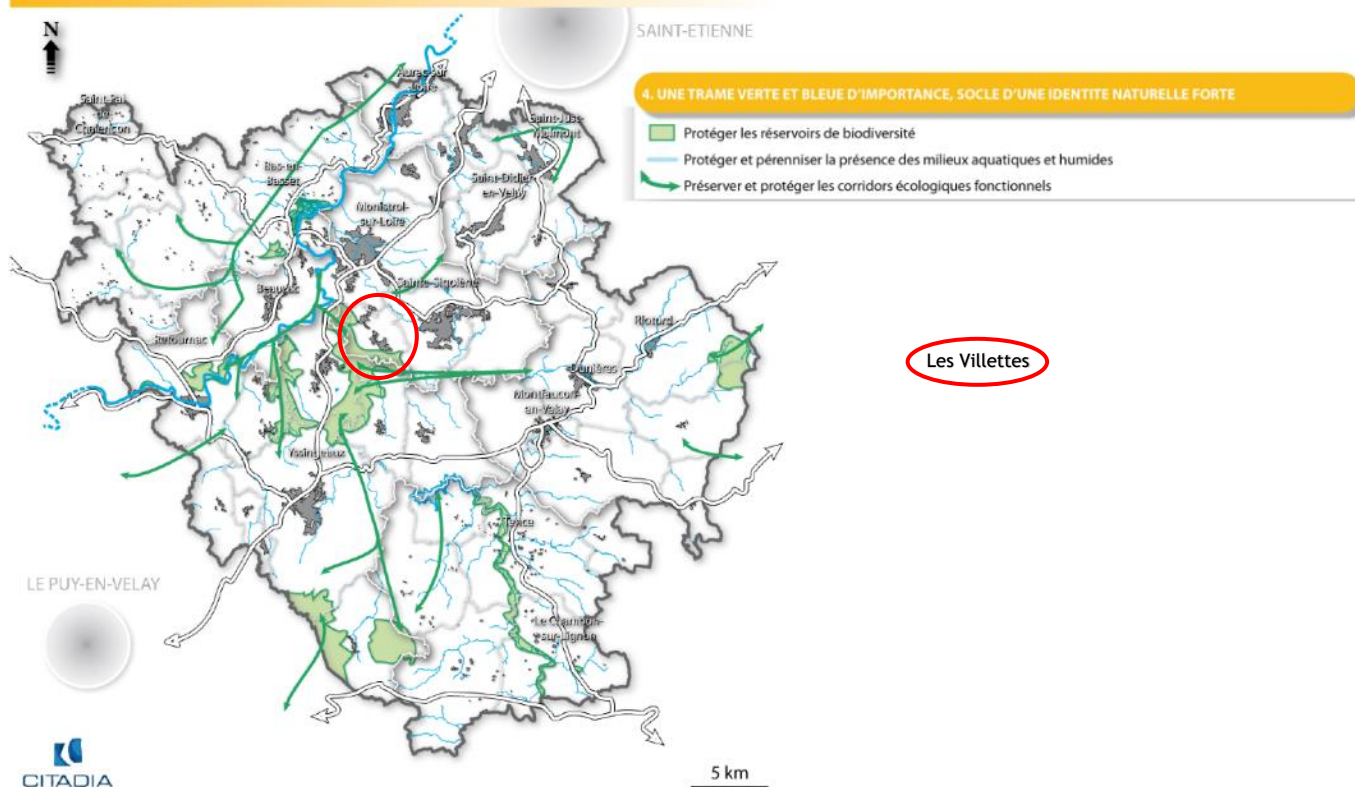 N
SAINT-ETIENNE
4. UNE TRAME VERTE ET BLEUE D'IMPORTANCE, SOCLE D'UNE IDENTITE NATURELLE FORTE
Protéger les réservoirs de biodiversité
Protéger et pérenniser la présence des milieux aquatiques et humides
Préserver et protéger les corridors écologiques fonctionnels
Aurec-sur
Loire
Saint-Pal
de
Chalencon
Saint-Just
Malmont
Bas-en
Basset
Saint-Didier
en-Velay
Monistrol
sur-Loire
Sainte-Sigolène
Beauzac
Retournac
Riotord
Les Villettes
Dunières
Montfaucon
en-Velay
Yssingeaux
Tence
LE PUY-EN-VELAY
Le Chambon-
sur-Lignon
5 km
CITADIA